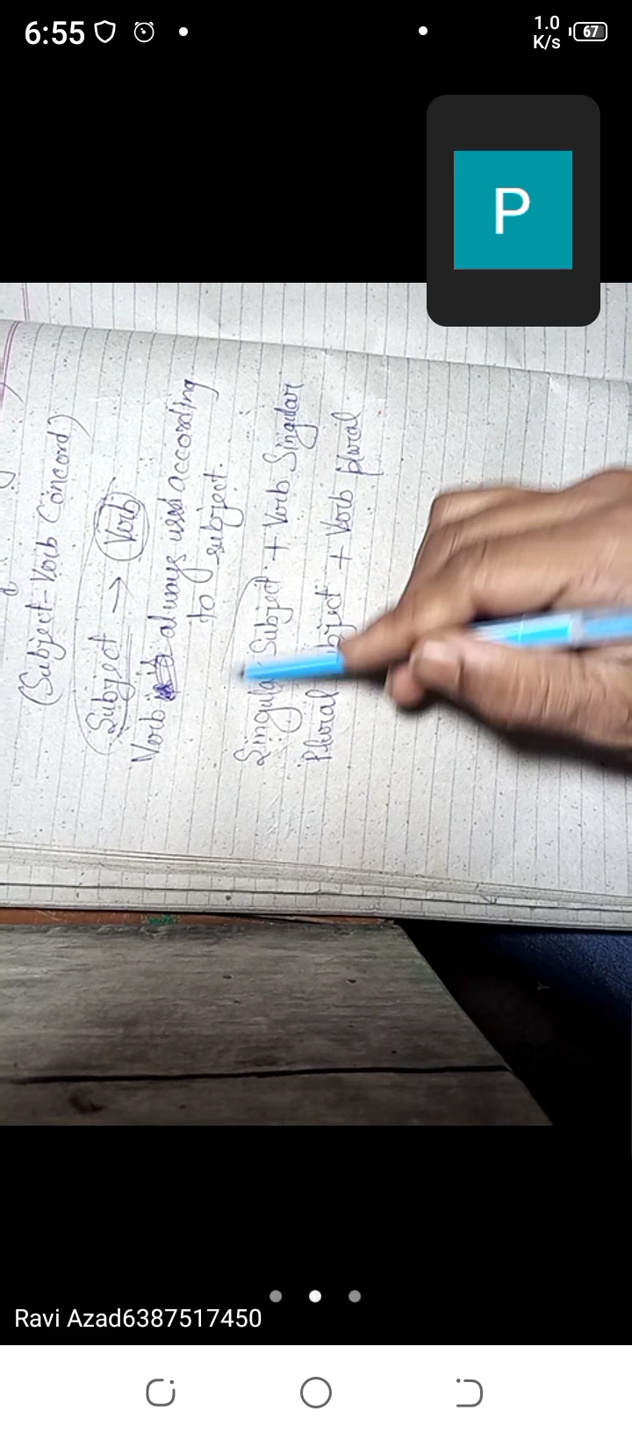 6:55
1.0
K/s
67
P
(Subject-Verb Concord)
Subject → Verb
Verb always used according
to subject.
Singular Subject + Verb Singular
Plural + Verb plural
Ravi Azad6387517450